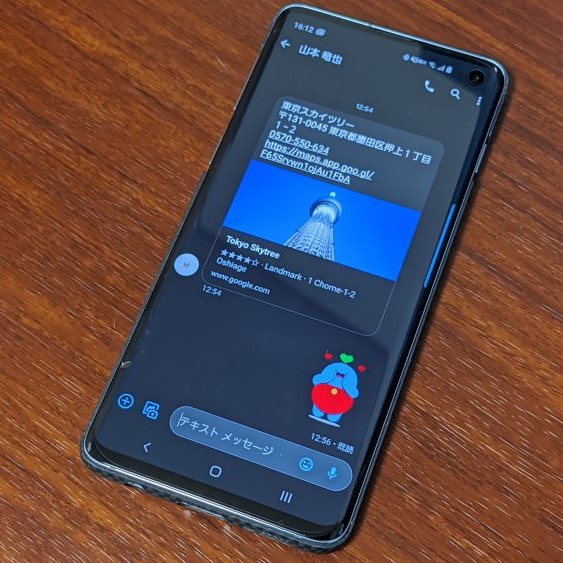 16:12
山本 竜也
12:54
東京スカイツリー
〒131-0045 東京都墨田区押上1丁目
1-2
0570-550-634
https://maps.app.goo.gl/
F65Srvwn1ojAu1FbA
Tokyo Skytree
★★★★☆ · Landmark · 1 Chome-1-2
Oshiage
www.google.com
12:54
12:56・既読
テキスト メッセージ